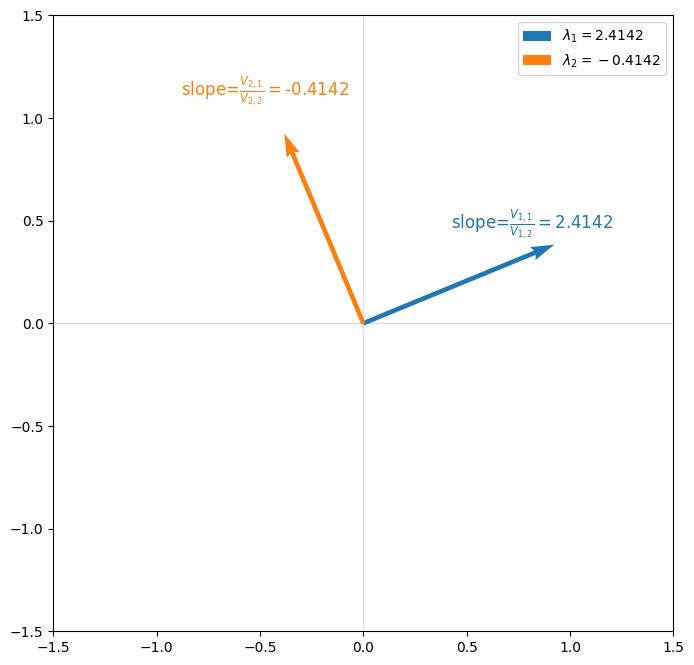 1.5
λ₁ = 2.4142
λ₂ = −0.4142
slope=V₂,₁/V₂,₂ = -0.4142
1.0
slope=V₁,₁/V₁,₂ = 2.4142
0.5
0.0
−0.5
−1.0
−1.5
−1.5 −1.0 −0.5 0.0 0.5 1.0 1.5